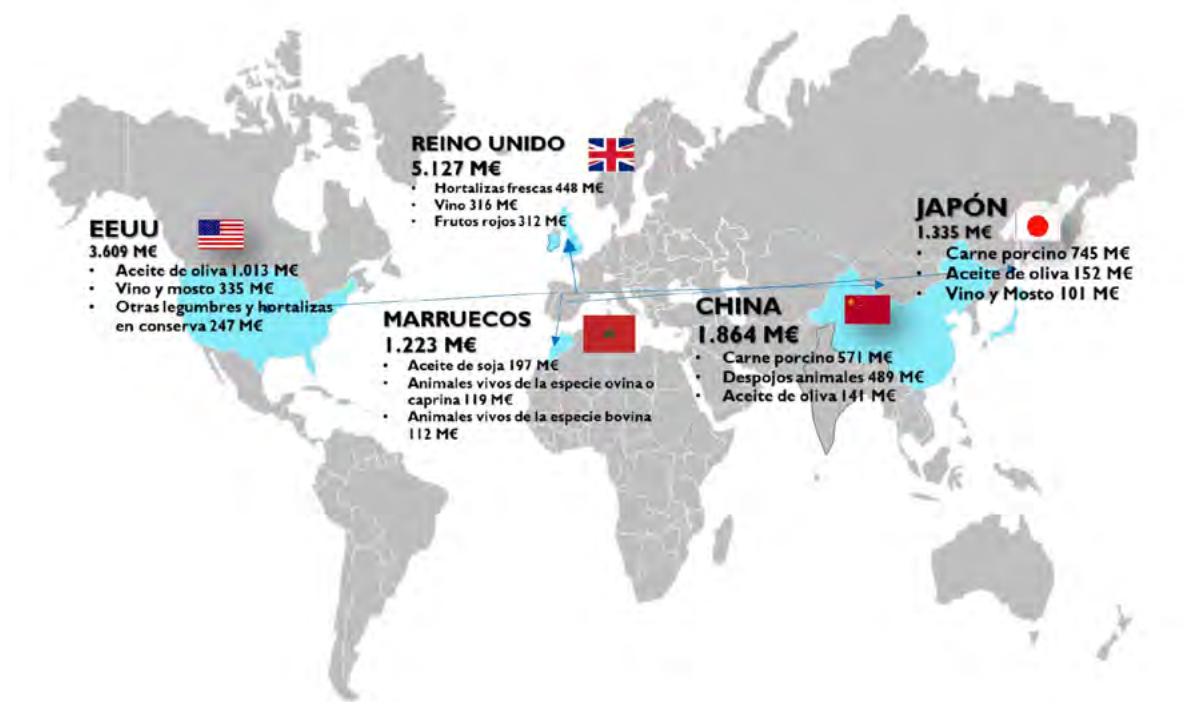 REINO UNIDO
5.127 M€
• Hortalizas frescas 448 M€
• Vino 316 M€
• Frutos rojos 312 M€
EEUU
3.609 M€
• Aceite de oliva 1.013 M€
• Vino y mosto 335 M€
• Otras legumbres y hortalizas
en conserva 247 M€
JAPÓN
1.335 M€
• Carne porcino 745 M€
• Aceite de oliva 152 M€
• Vino y Mosto 101 M€
MARRUECOS
1.223 M€
• Aceite de soja 197 M€
• Animales vivos de la especie ovina o
caprina 119 M€
• Animales vivos de la especie bovina
112 M€
CHINA
1.864 M€
• Carne porcino 571 M€
• Despojos animales 489 M€
• Aceite de oliva 141 M€